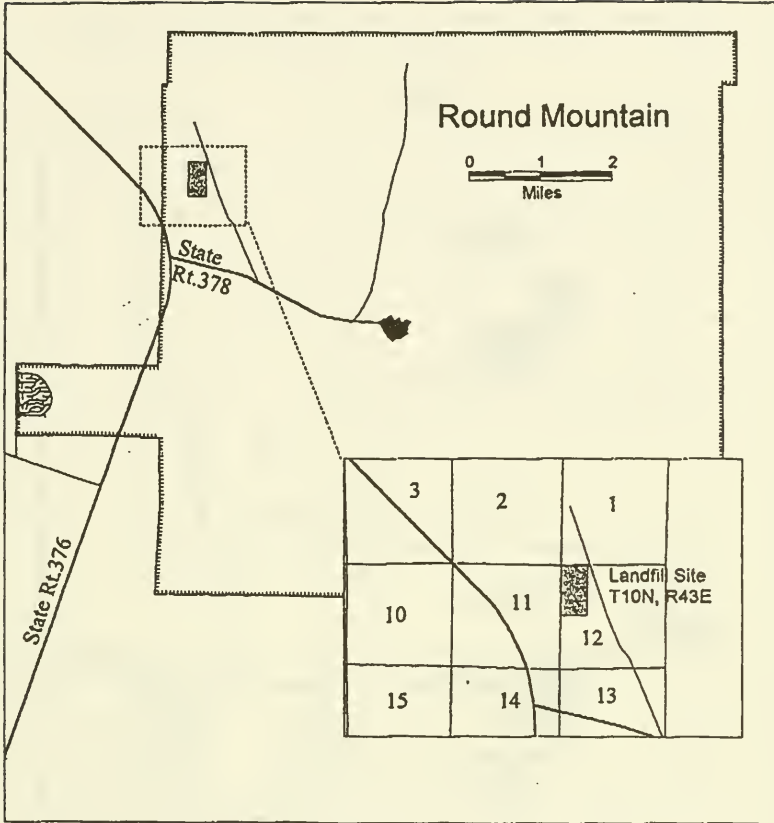 Round Mountain
0 1 2
Miles
State
Rt.378
State Rt.376
3 2 1
Landfill Site
T10N, R43E
10 11 12
15 14 13